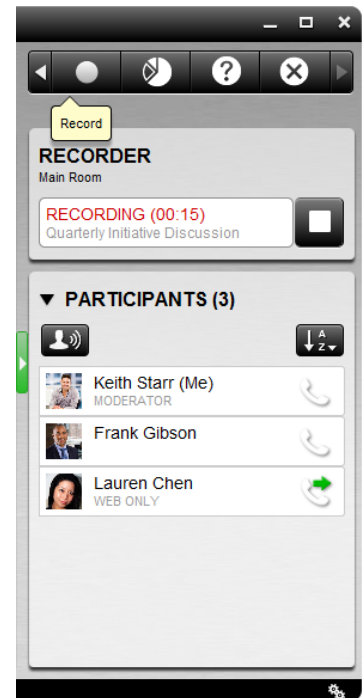 Record
RECORDER
Main Room
RECORDING (00:15)
Quarterly Initiative Discussion
PARTICIPANTS (3)
A
Z
Keith Starr (Me)
MODERATOR
Frank Gibson
Lauren Chen
WEB ONLY